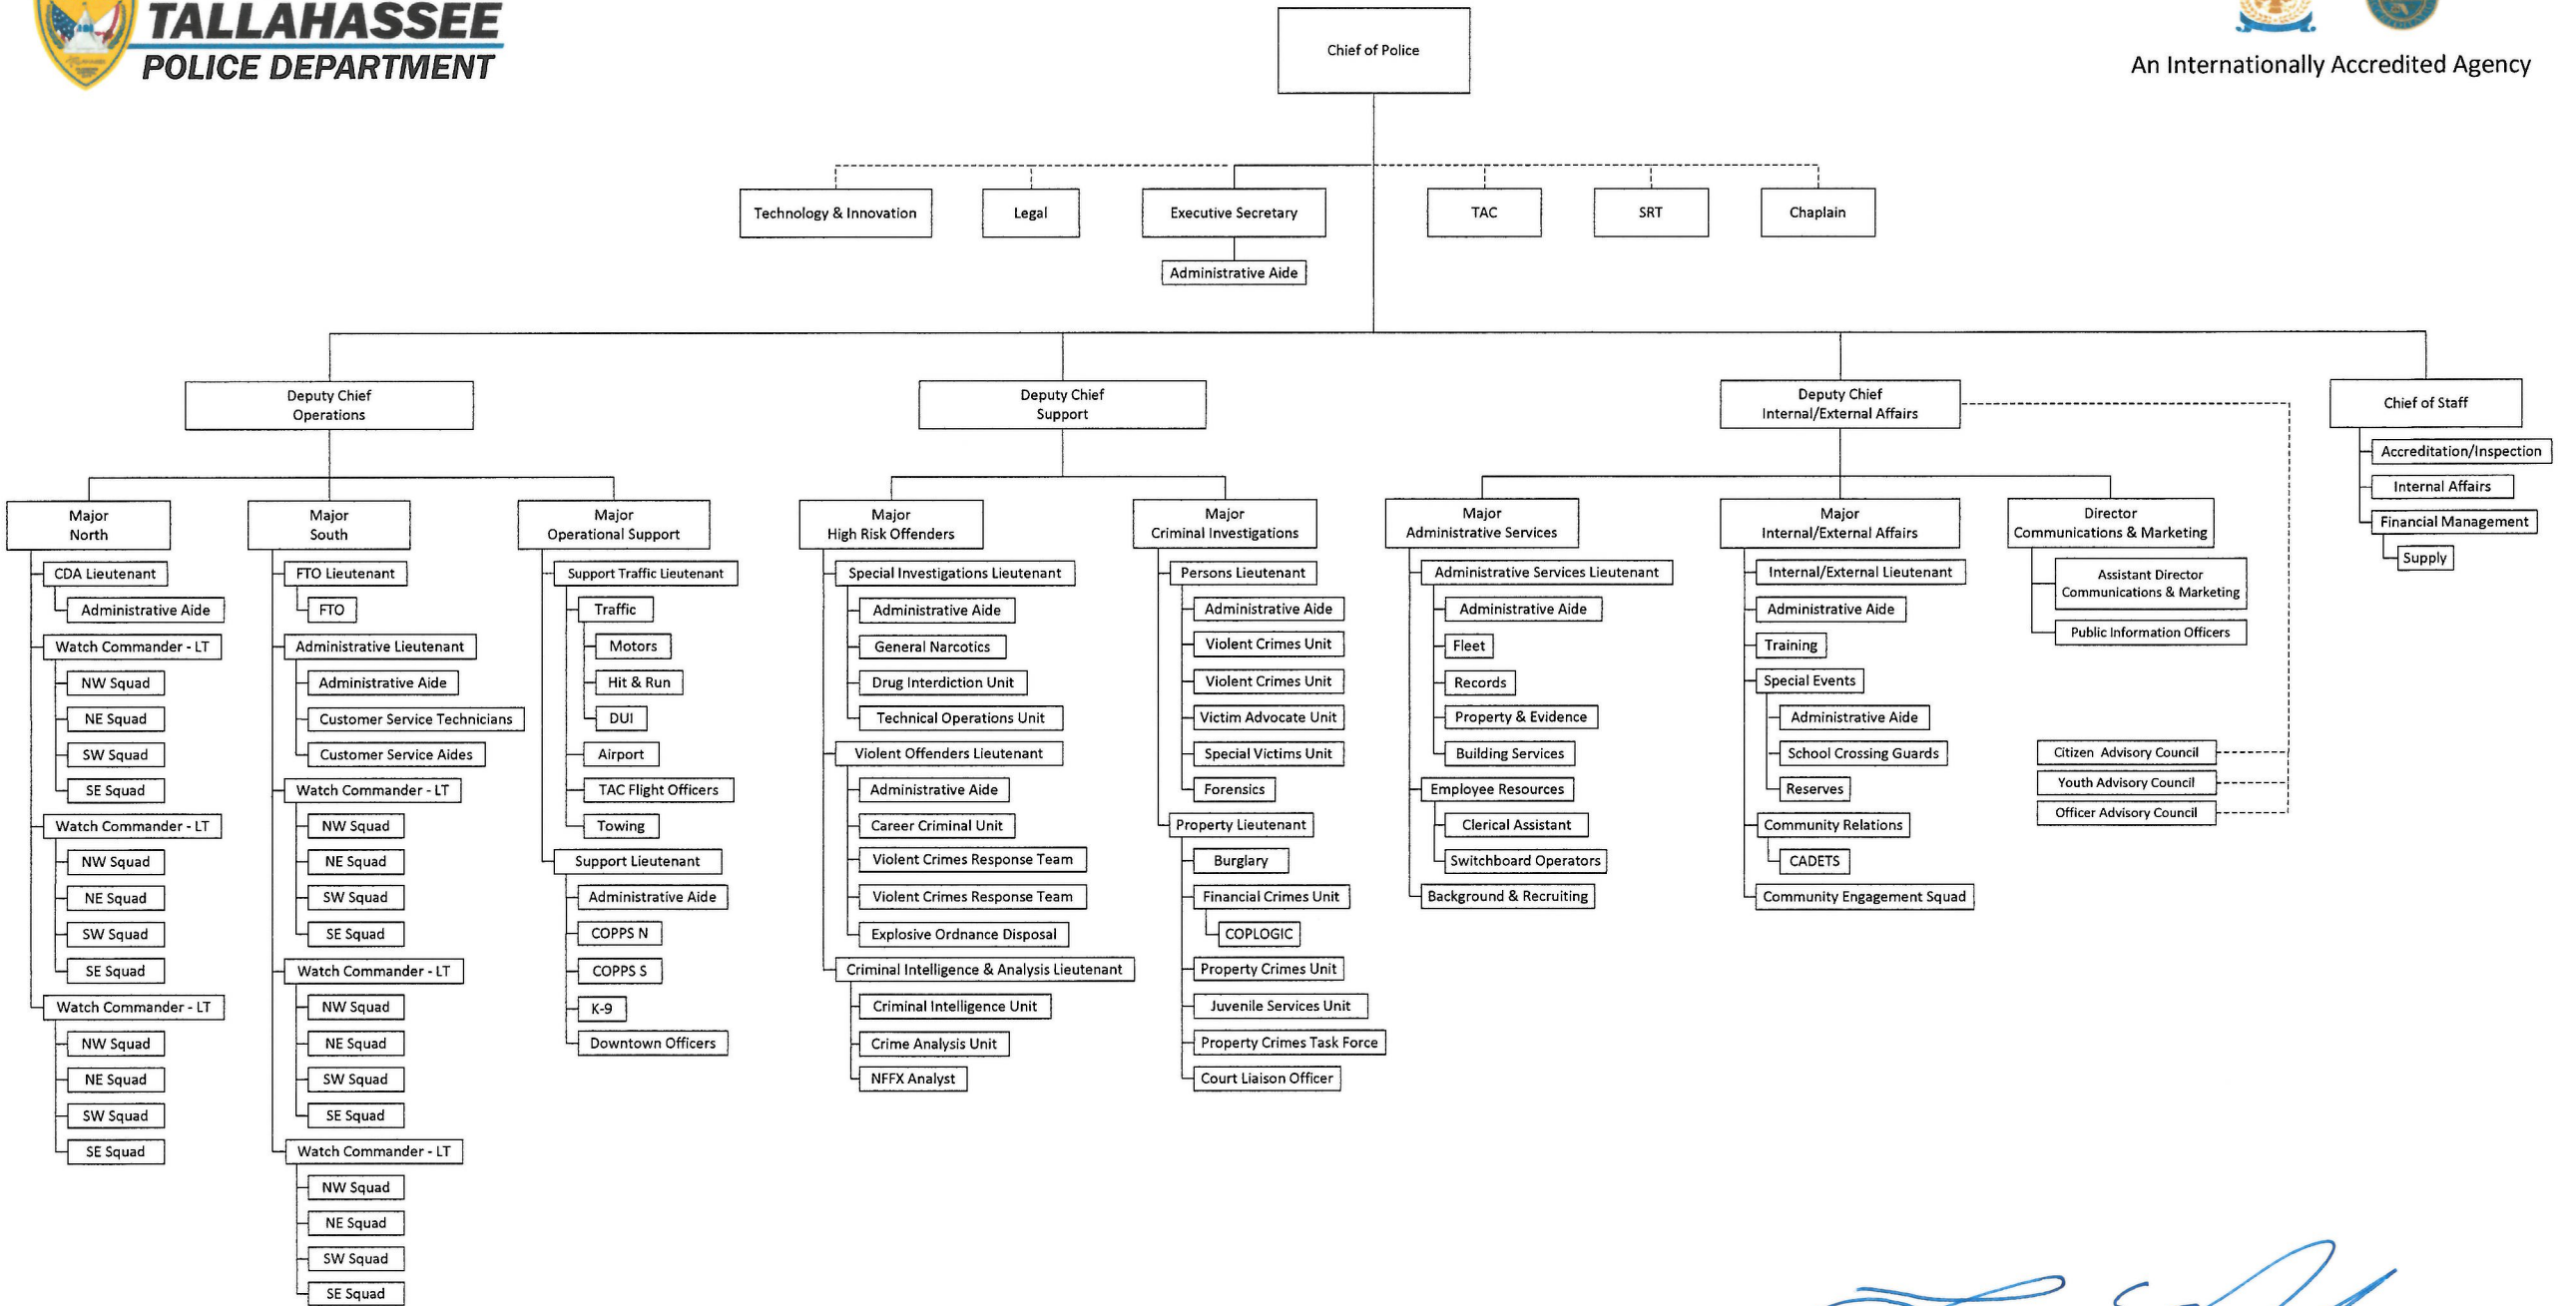 TALLAHASSEE
POLICE DEPARTMENT
An Internationally Accredited Agency
Chief of Police
Technology & Innovation
Legal
Executive Secretary
TAC
SRT
Chaplain
Administrative Aide
Deputy Chief
Operations
Deputy Chief
Support
Deputy Chief
Internal/External Affairs
Chief of Staff
Accreditation/Inspection
Internal Affairs
Financial Management
Supply
Major
North
CDA Lieutenant
Administrative Aide
Watch Commander - LT
NW Squad
NE Squad
SW Squad
SE Squad
Watch Commander - LT
NW Squad
NE Squad
SW Squad
SE Squad
Watch Commander - LT
NW Squad
NE Squad
SW Squad
SE Squad
Major
South
FTO Lieutenant
FTO
Administrative Lieutenant
Administrative Aide
Customer Service Technicians
Customer Service Aides
Watch Commander - LT
NW Squad
NE Squad
SW Squad
SE Squad
Watch Commander - LT
NW Squad
NE Squad
SW Squad
SE Squad
Watch Commander - LT
NW Squad
NE Squad
SW Squad
SE Squad
Major
Operational Support
Support Traffic Lieutenant
Traffic
Motors
Hit & Run
DUI
Airport
TAC Flight Officers
Towing
Support Lieutenant
Administrative Aide
COPPS N
COPPS S
K-9
Downtown Officers
Major
High Risk Offenders
Special Investigations Lieutenant
Administrative Aide
General Narcotics
Drug Interdiction Unit
Technical Operations Unit
Violent Offenders Lieutenant
Administrative Aide
Career Criminal Unit
Violent Crimes Response Team
Violent Crimes Response Team
Explosive Ordnance Disposal
Criminal Intelligence & Analysis Lieutenant
Criminal Intelligence Unit
Crime Analysis Unit
NFFX Analyst
Major
Criminal Investigations
Persons Lieutenant
Administrative Aide
Violent Crimes Unit
Violent Crimes Unit
Victim Advocate Unit
Special Victims Unit
Forensics
Property Lieutenant
Burglary
Financial Crimes Unit
COPLOGIC
Property Crimes Unit
Juvenile Services Unit
Property Crimes Task Force
Court Liaison Officer
Major
Administrative Services
Administrative Services Lieutenant
Administrative Aide
Fleet
Records
Property & Evidence
Building Services
Employee Resources
Clerical Assistant
Switchboard Operators
Background & Recruiting
Major
Internal/External Affairs
Internal/External Lieutenant
Administrative Aide
Training
Special Events
Administrative Aide
School Crossing Guards
Reserves
Community Relations
CADETS
Community Engagement Squad
Director
Communications & Marketing
Assistant Director
Communications & Marketing
Public Information Officers
Citizen Advisory Council
Youth Advisory Council
Officer Advisory Council